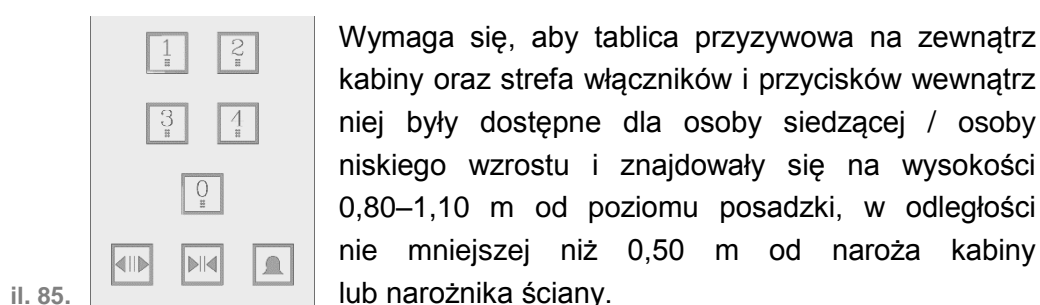 1 2
3 4
0
il. 85.
Wymaga się, aby tablica przyzywowa na zewnątrz
kabiny oraz strefa włączników i przycisków wewnątrz
niej były dostępne dla osoby siedzącej / osoby
niskiego wzrostu i znajdowały się na wysokości
0,80–1,10 m od poziomu posadzki, w odległości
nie mniejszej niż 0,50 m od naroża kabiny
lub narożnika ściany.